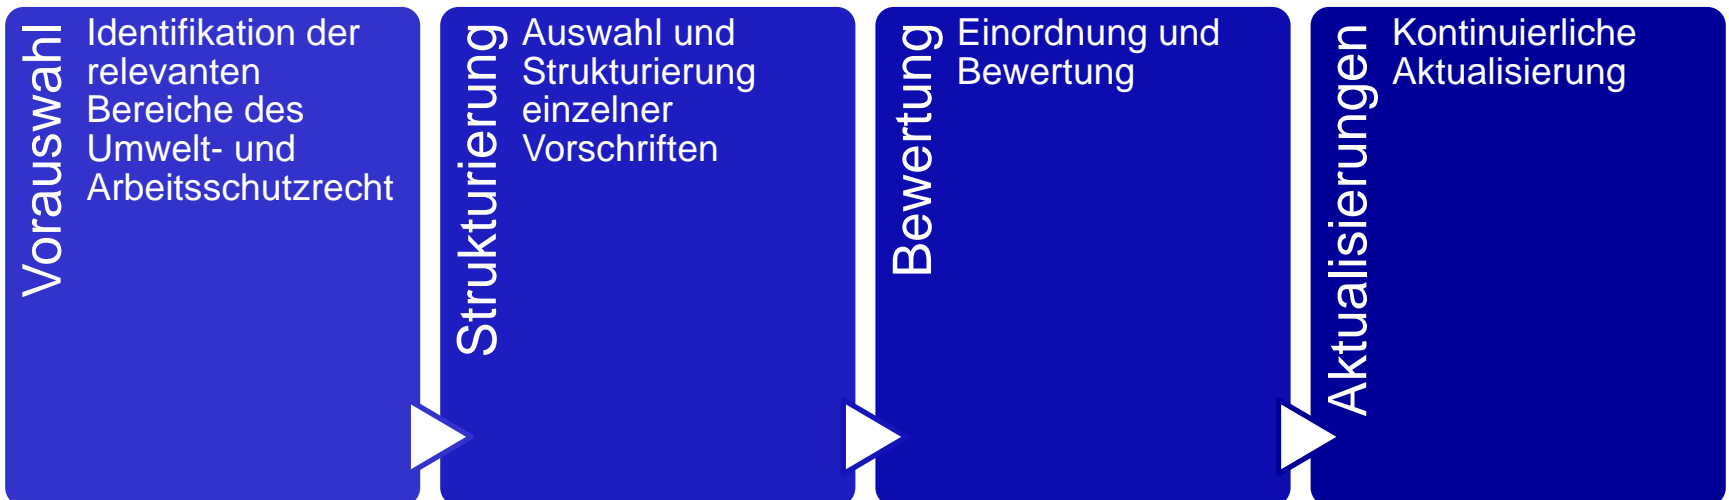 Vorauswahl
Identifikation der
relevanten
Bereiche des
Umwelt- und
Arbeitsschutzrecht
Strukturierung
Auswahl und
Strukturierung
einzelner
Vorschriften
Bewertung
Einordnung und
Bewertung
Aktualisierungen
Kontinuierliche
Aktualisierung